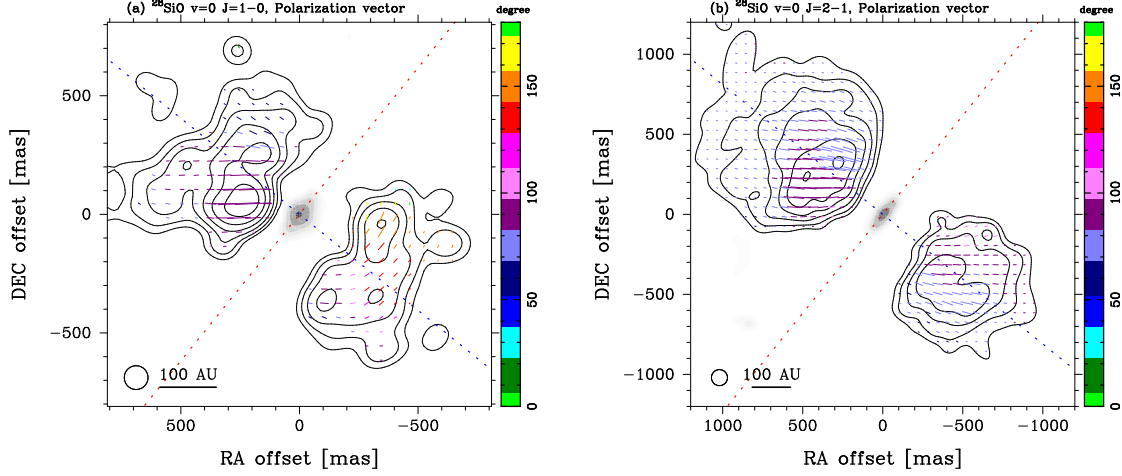 (a) ²⁸SiO v=0 J=1-0, Polarization vector
degree
500
0
−500
DEC offset [mas]
100 AU
500
0
−500
RA offset [mas]
0
50
100
150
(b) ²⁸SiO v=0 J=2-1, Polarization vector
degree
1000
500
0
−500
−1000
DEC offset [mas]
100 AU
1000
500
0
−500
−1000
RA offset [mas]
0
50
100
150